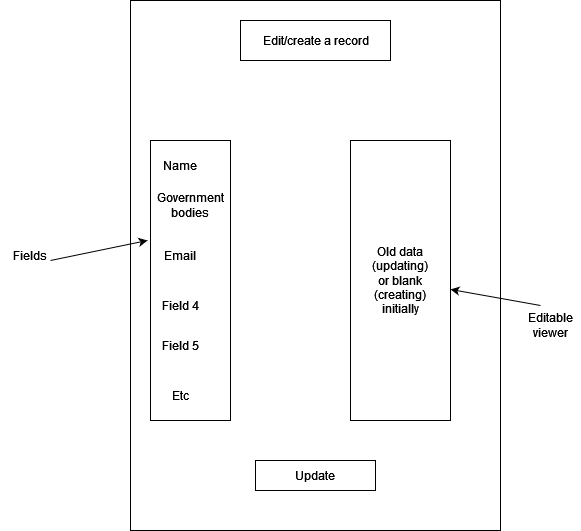 Edit/create a record
Name
Government
bodies
Email
Field 4
Field 5
Etc
Fields
Old data
(updating)
or blank
(creating)
initially
Editable
viewer
Update